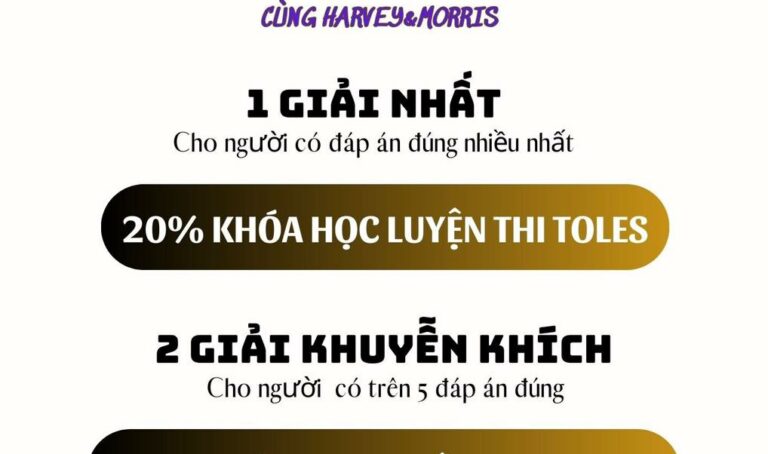 CÙNG HARVEY&MORRIS
1 GIẢI NHẤT
Cho người có đáp án đúng nhiều nhất
20% KHÓA HỌC LUYỆN THI TOLES
2 GIẢI KHUYẾN KHÍCH
Cho người có trên 5 đáp án đúng